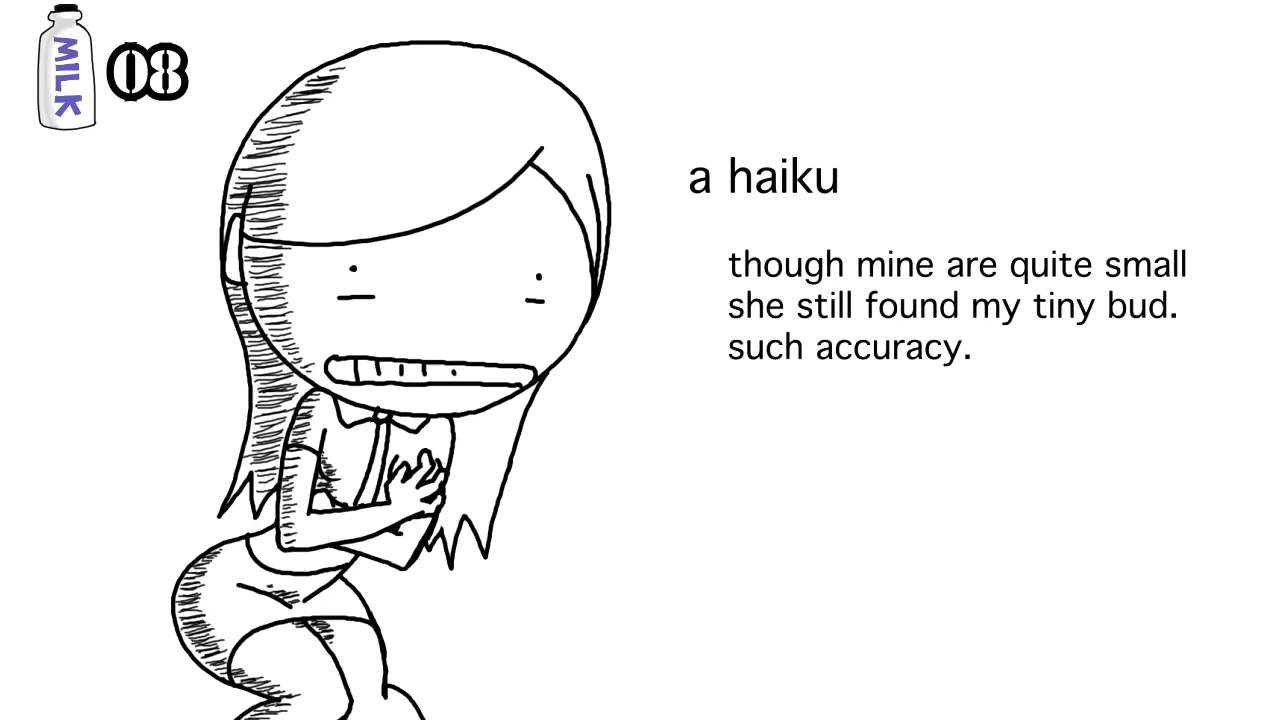 MILK
08
a haiku
though mine are quite small
she still found my tiny bud.
such accuracy.